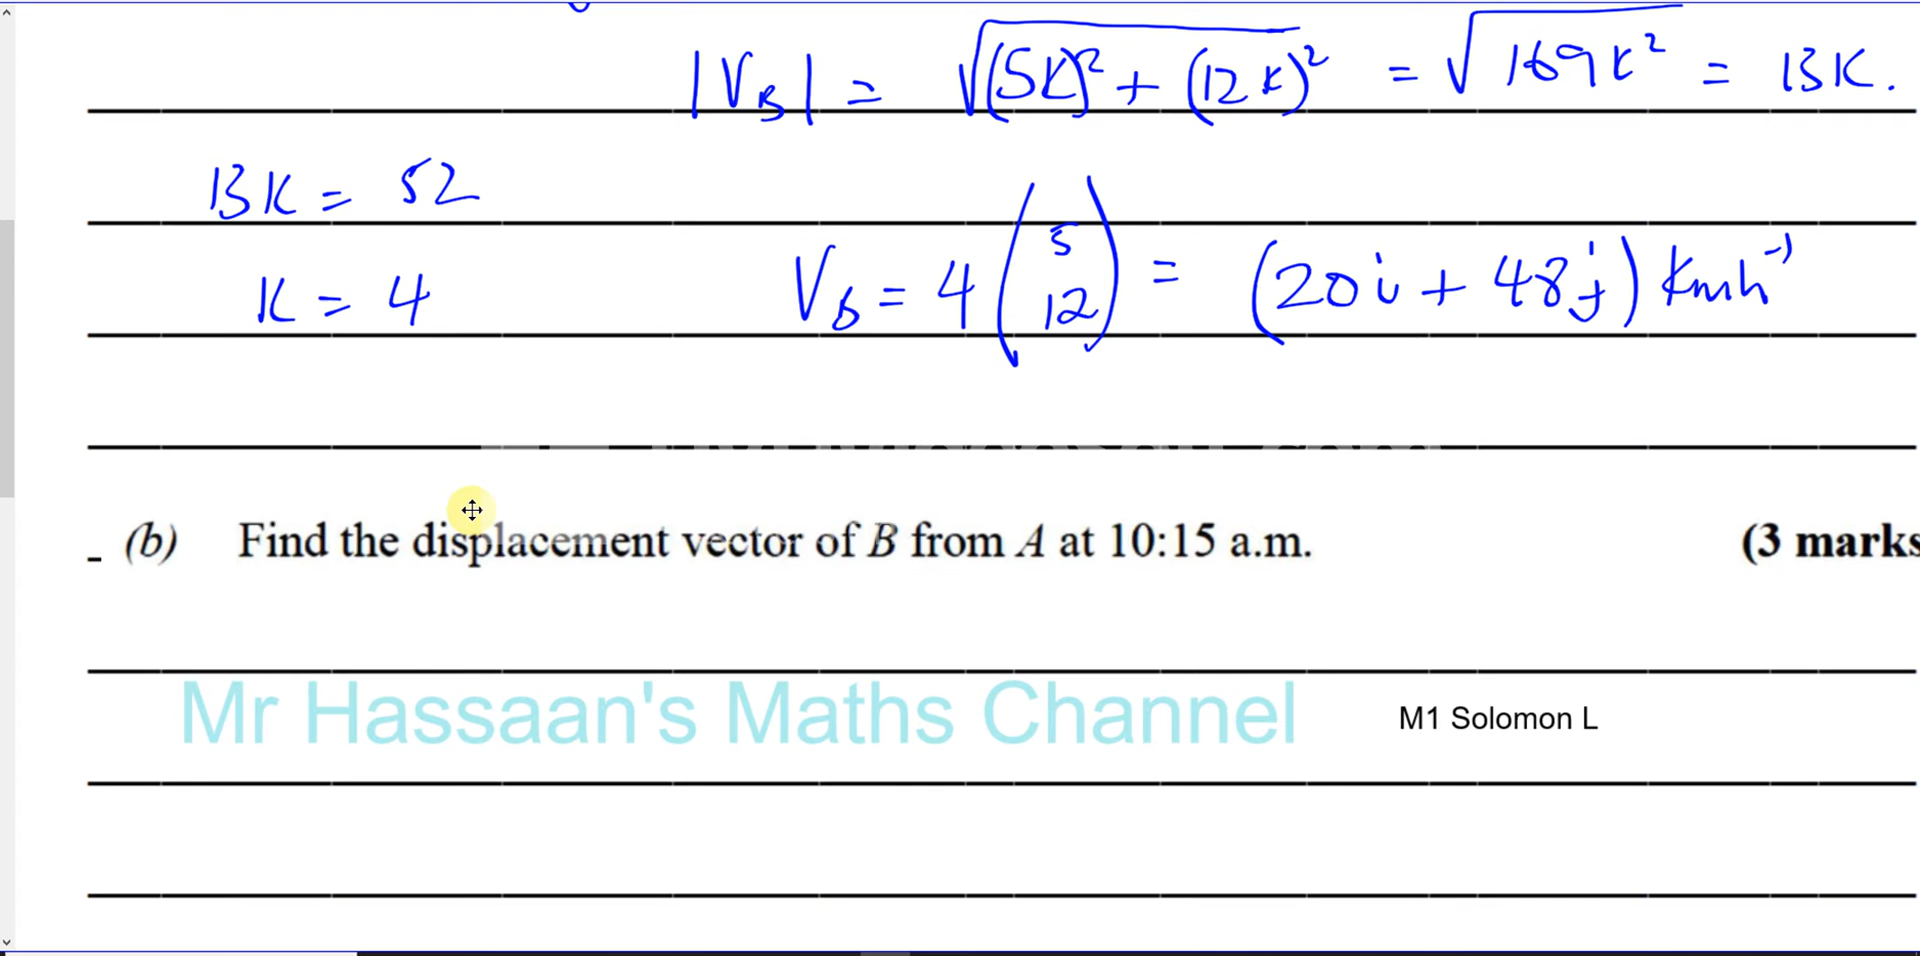 |V_B| = √((5K)² + (12K)²) = √(169K²) = 13K.
13K = 52
K = 4
V_B = 4 (5 12) = (20i + 48j) Kmh⁻¹
(b) Find the displacement vector of B from A at 10:15 a.m. (3 marks
Mr Hassaan's Maths Channel
M1 Solomon L